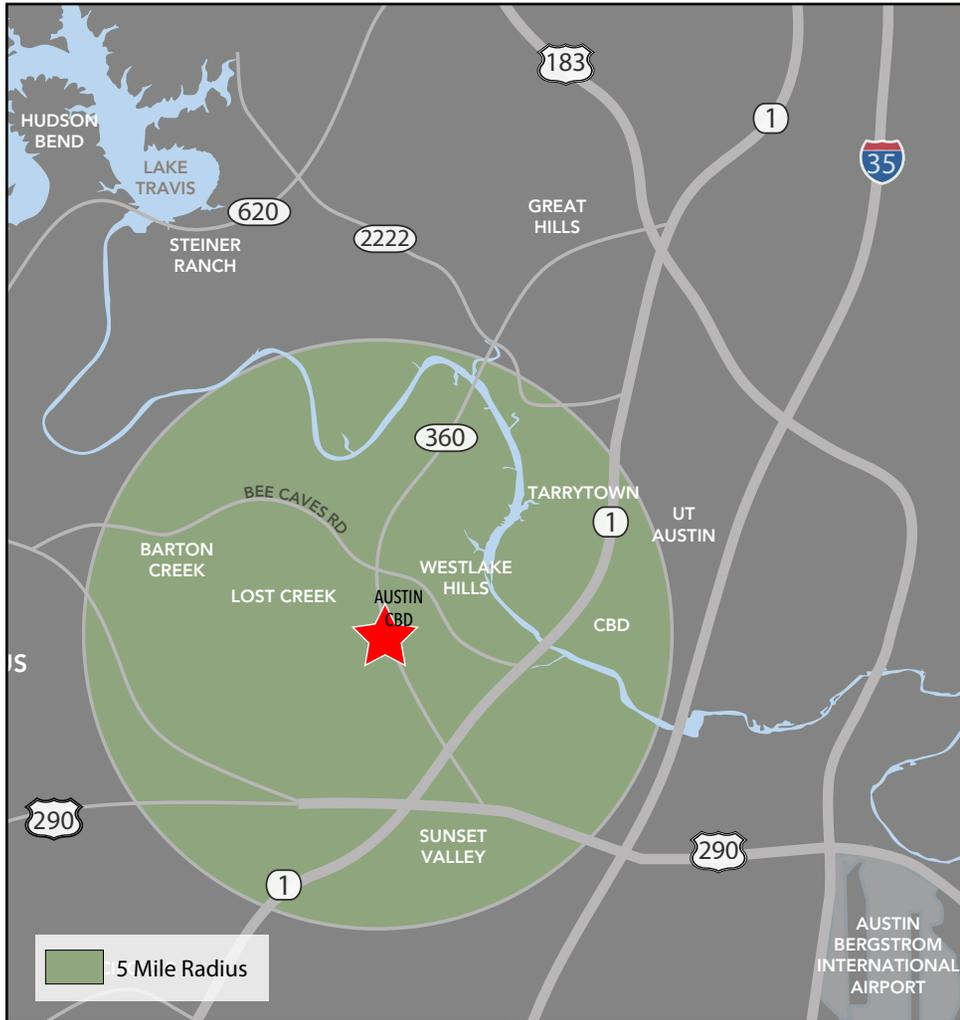 183
1
HUDSON
BEND
35
LAKE
TRAVIS
620
GREAT
HILLS
2222
STEINER
RANCH
360
BEE CAVES RD
TARRYTOWN
1
UT
AUSTIN
BARTON
CREEK
WESTLAKE
HILLS
LOST CREEK
AUSTIN
CBD
CBD
US
290
SUNSET
VALLEY
290
1
AUSTIN
BERGSTROM
INTERNATIONAL
AIRPORT
5 Mile Radius